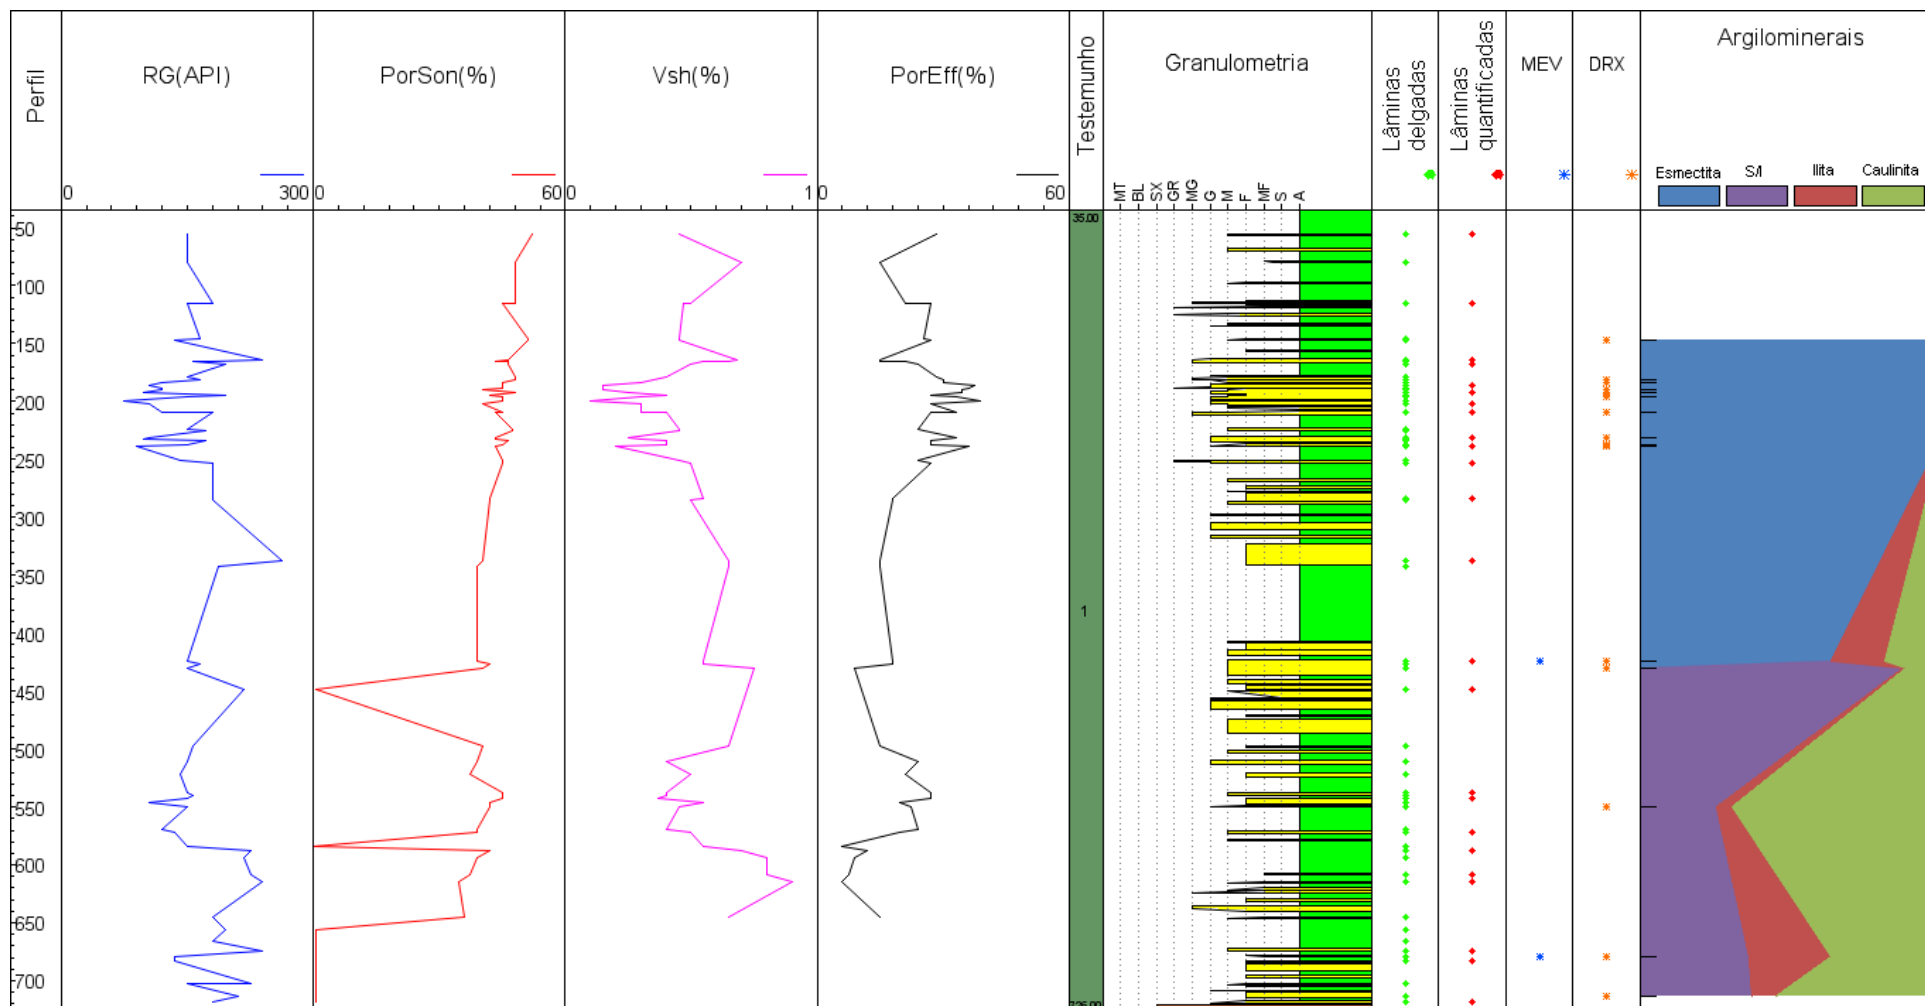 Perfil
RG(API)
0 300
PorSon(%)
0 60
Vsh(%)
0 1
PorEff(%)
0 60
Testemunho
Granulometria
MT
BL
SX
GR
MG
G
M
F
MF
S
A
Lâminas
delgadas
Lâminas
quantificadas
MEV
DRX
Argilominerais
Esmectita S/I Ilita Caulinita
50
100
150
200
250
300
350
400
450
500
550
600
650
700
35.00
1